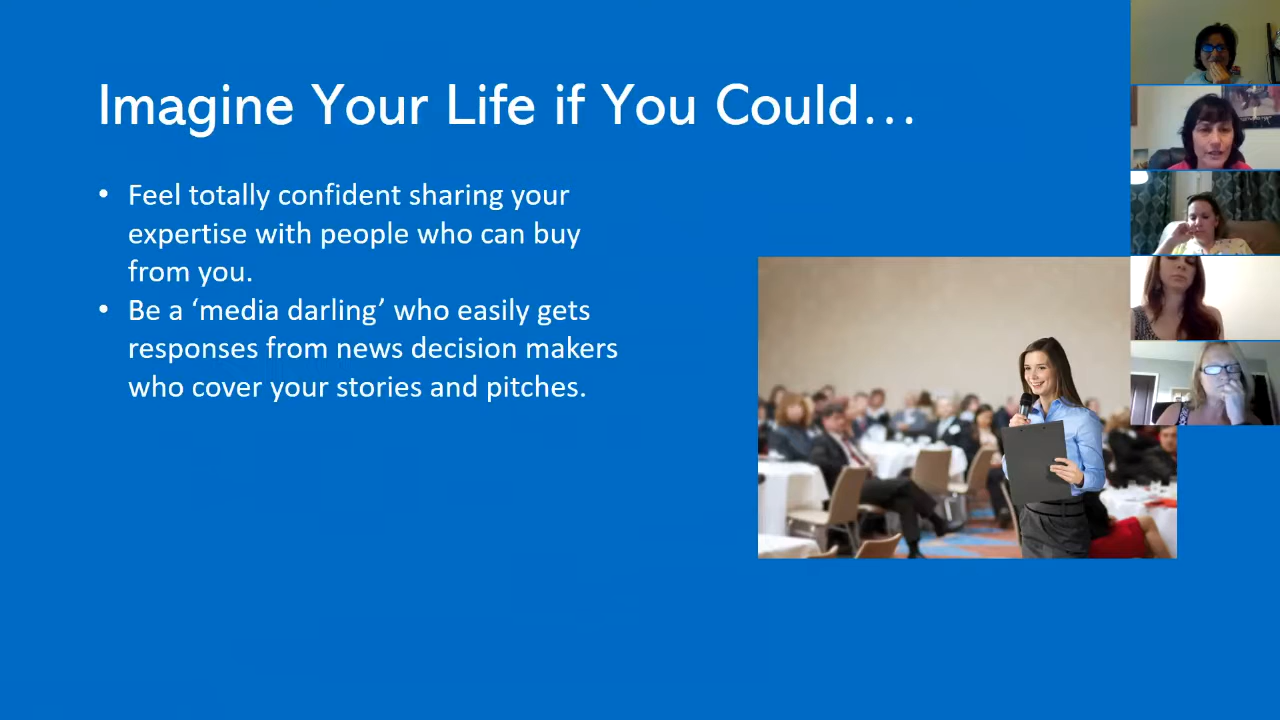 Imagine Your Life if You Could…
• Feel totally confident sharing your
expertise with people who can buy
from you.
• Be a ‘media darling’ who easily gets
responses from news decision makers
who cover your stories and pitches.